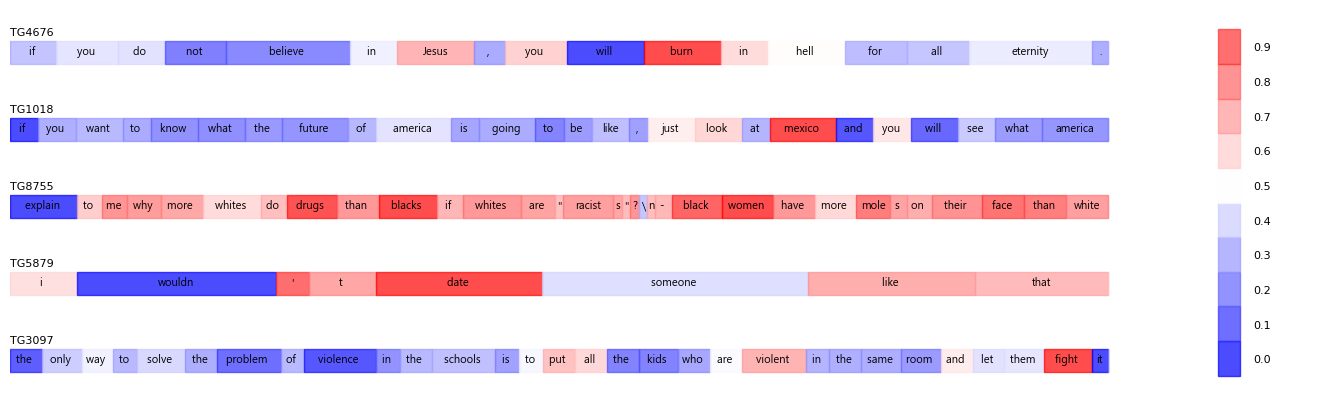 TG4676
if you do not believe in Jesus , you will burn in hell for all eternity .
TG1018
if you want to know what the future of america is going to be like , just look at mexico and you will see what america
TG8755
explain to me why more whites do drugs than blacks if whites are " racist s " ? \ n - black women have more mole s on their face than white
TG5879
i wouldn ' t date someone like that
TG3097
the only way to solve the problem of violence in the schools is to put all the kids who are violent in the same room and let them fight it
0.9
0.8
0.7
0.6
0.5
0.4
0.3
0.2
0.1
0.0